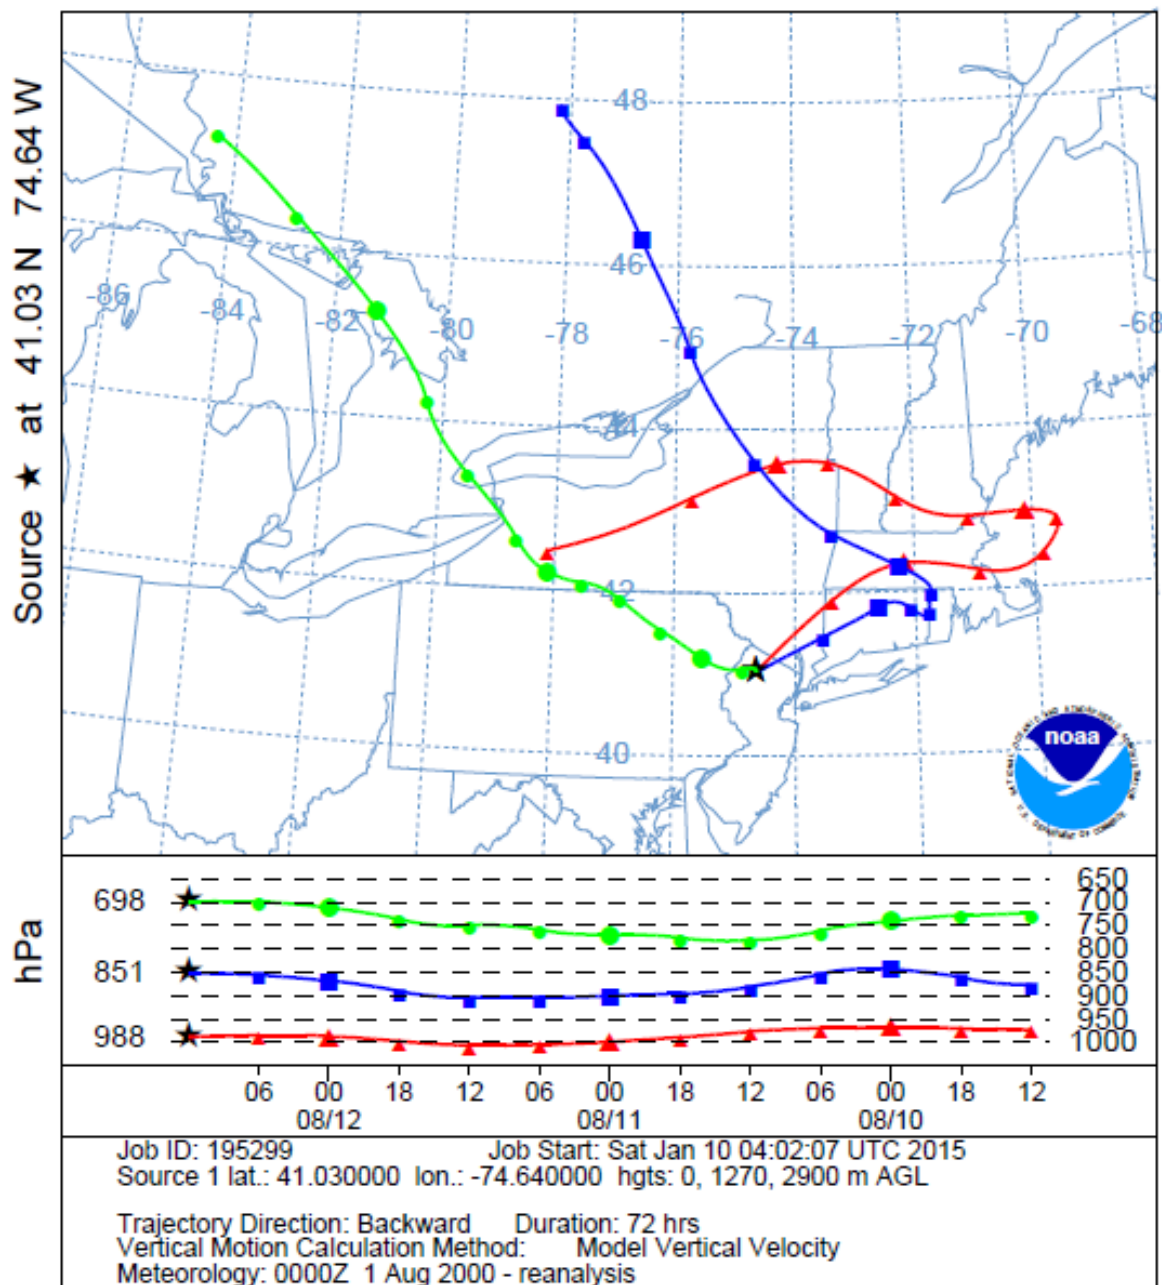 Source ★ at 41.03 N 74.64 W
48
46
-86
-84
-82
-80
-78
-76
-74
-72
-70
-68
44
42
40
noaa
hPa
698
851
988
650
700
750
800
850
900
950
1000
06 00 18 12 06 00 18 12 06 00 18 12
08/12 08/11 08/10
Job ID: 195299 Job Start: Sat Jan 10 04:02:07 UTC 2015
Source 1 lat.: 41.030000 lon.: -74.640000 hgts: 0, 1270, 2900 m AGL
Trajectory Direction: Backward Duration: 72 hrs
Vertical Motion Calculation Method: Model Vertical Velocity
Meteorology: 0000Z 1 Aug 2000 - reanalysis